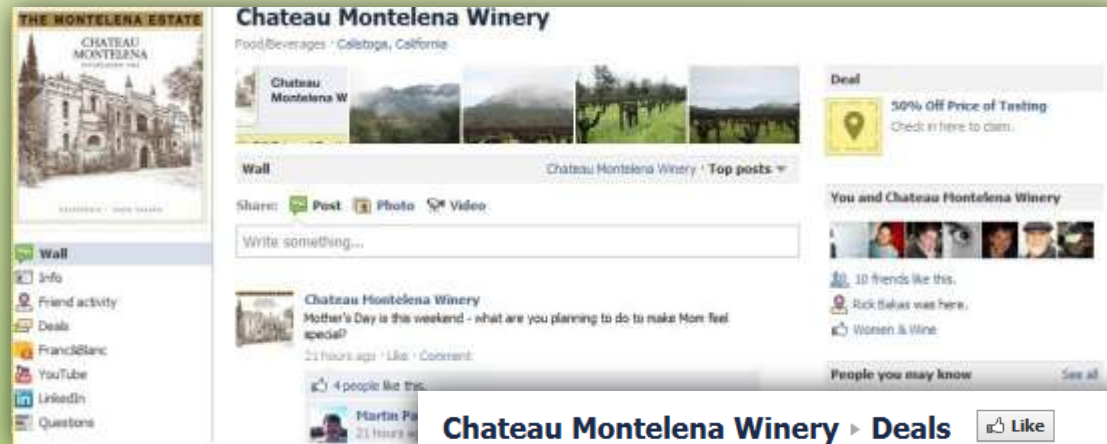 THE MONTELENA ESTATE
CHATEAU
MONTELENA
Wall
Info
Friend activity
Deals
Franc&Blanc
YouTube
LinkedIn
Questions
Chateau Montelena Winery
Food/Beverages · Calistoga, California
Chateau
Montelena W
Wall
Chateau Montelena Winery · Top posts
Share: Post Photo Video
Write something...
Chateau Montelena Winery
Mother's Day is this weekend - what are you planning to do to make Mom feel
special?
21 hours ago · Like · Comment
4 people like this.
Martin Pa
21 hours ag
Deal
50% Off Price of Tasting
Check in here to claim.
You and Chateau Montelena Winery
10 friends like this.
Rick Bakas was here.
Women & Wine
People you may know
See all
Chateau Montelena Winery ▸ Deals
Like